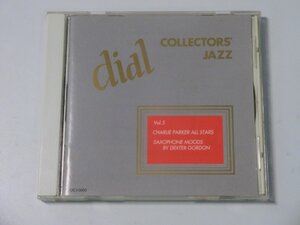 dial
COLLECTORS'
JAZZ
Vol.5
CHARLIE PARKER ALL STARS
SAXOPHONE MOODS
BY DEXTER GORDON